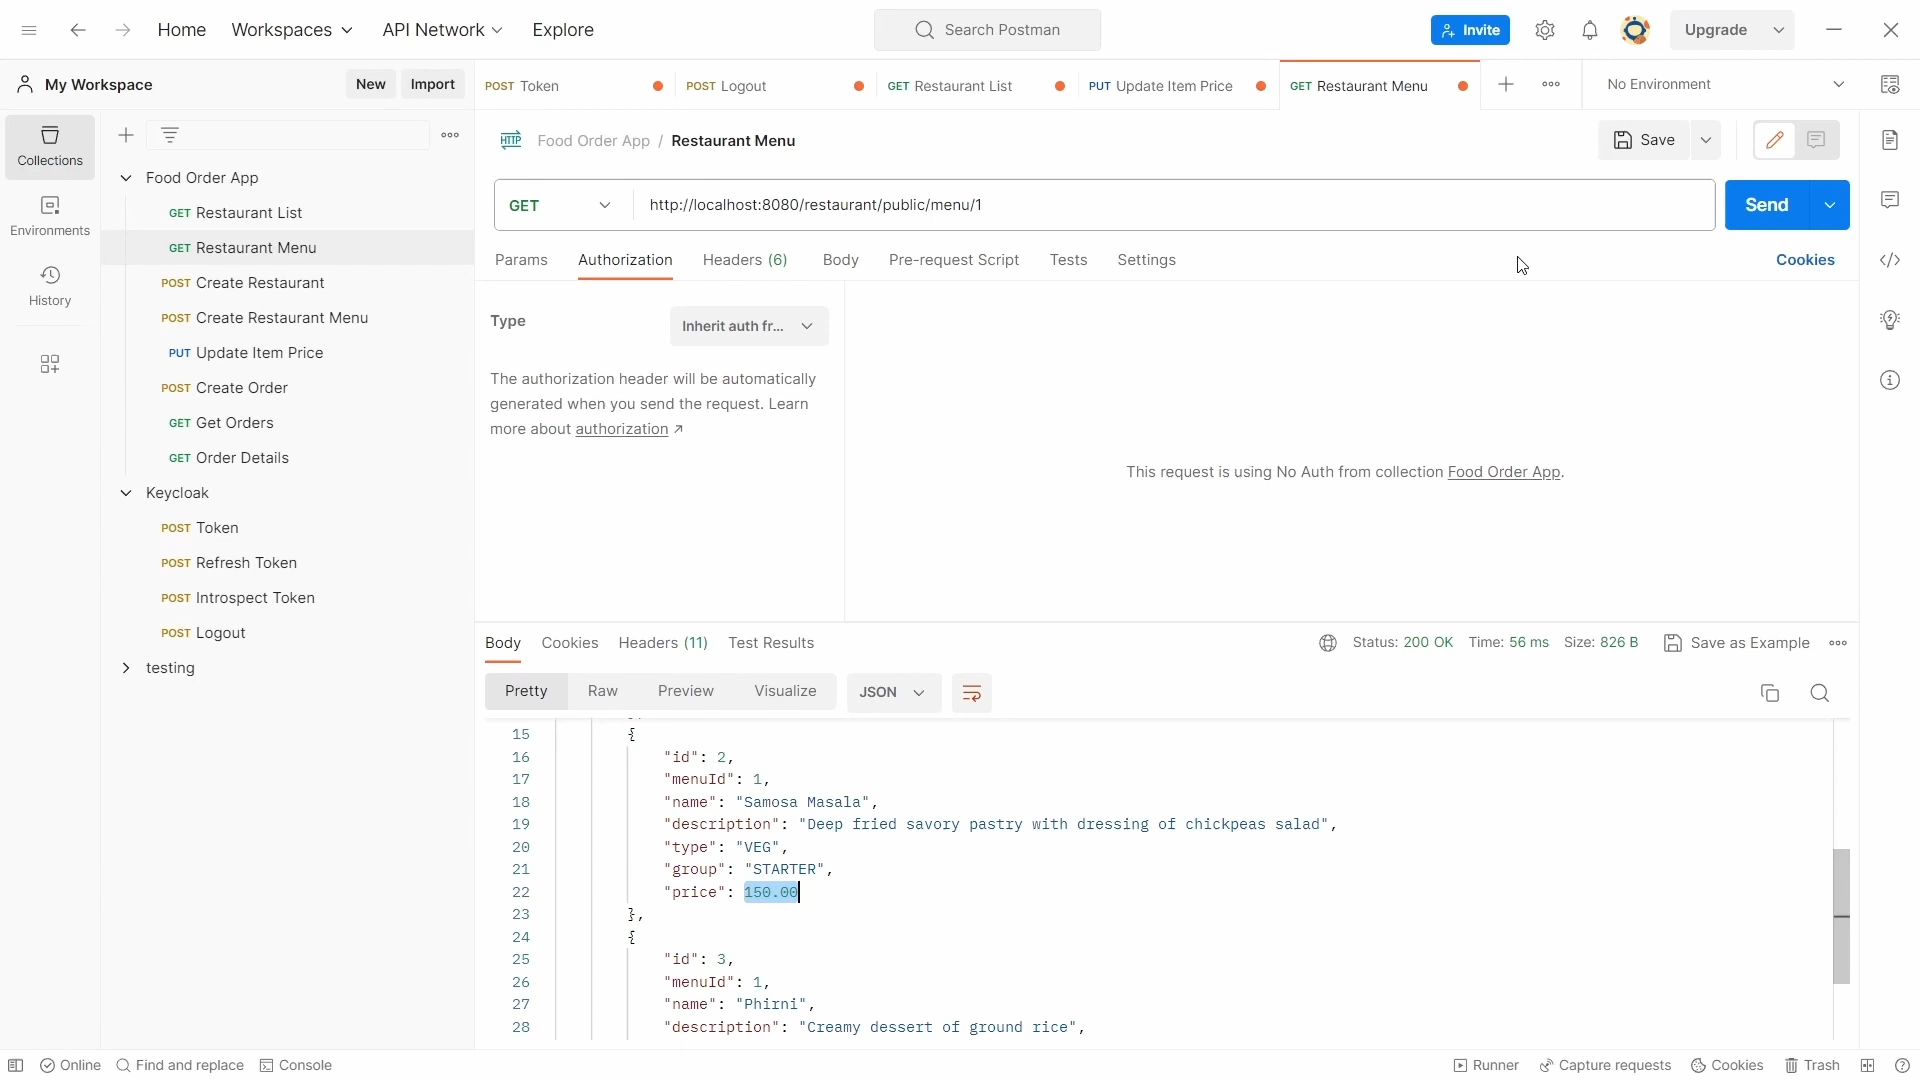 Home Workspaces API Network Explore Search Postman Invite Upgrade
My Workspace New Import POST Token POST Logout GET Restaurant List PUT Update Item Price GET Restaurant Menu No Environment
Collections
Environments
History
Food Order App
GET Restaurant List
GET Restaurant Menu
POST Create Restaurant
POST Create Restaurant Menu
PUT Update Item Price
POST Create Order
GET Get Orders
GET Order Details
Keycloak
POST Token
POST Refresh Token
POST Introspect Token
POST Logout
testing
HTTP Food Order App / Restaurant Menu Save
GET http://localhost:8080/restaurant/public/menu/1 Send
Params Authorization Headers (6) Body Pre-request Script Tests Settings Cookies
Type Inherit auth fr...
The authorization header will be automatically
generated when you send the request. Learn
more about authorization ↗
This request is using No Auth from collection Food Order App.
Body Cookies Headers (11) Test Results Status: 200 OK Time: 56 ms Size: 826 B Save as Example
Pretty Raw Preview Visualize JSON
15 {
16 "id": 2,
17 "menuId": 1,
18 "name": "Samosa Masala",
19 "description": "Deep fried savory pastry with dressing of chickpeas salad",
20 "type": "VEG",
21 "group": "STARTER",
22 "price": 150.00
23 },
24 {
25 "id": 3,
26 "menuId": 1,
27 "name": "Phirni",
28 "description": "Creamy dessert of ground rice",
Online Find and replace Console Runner Capture requests Cookies Trash